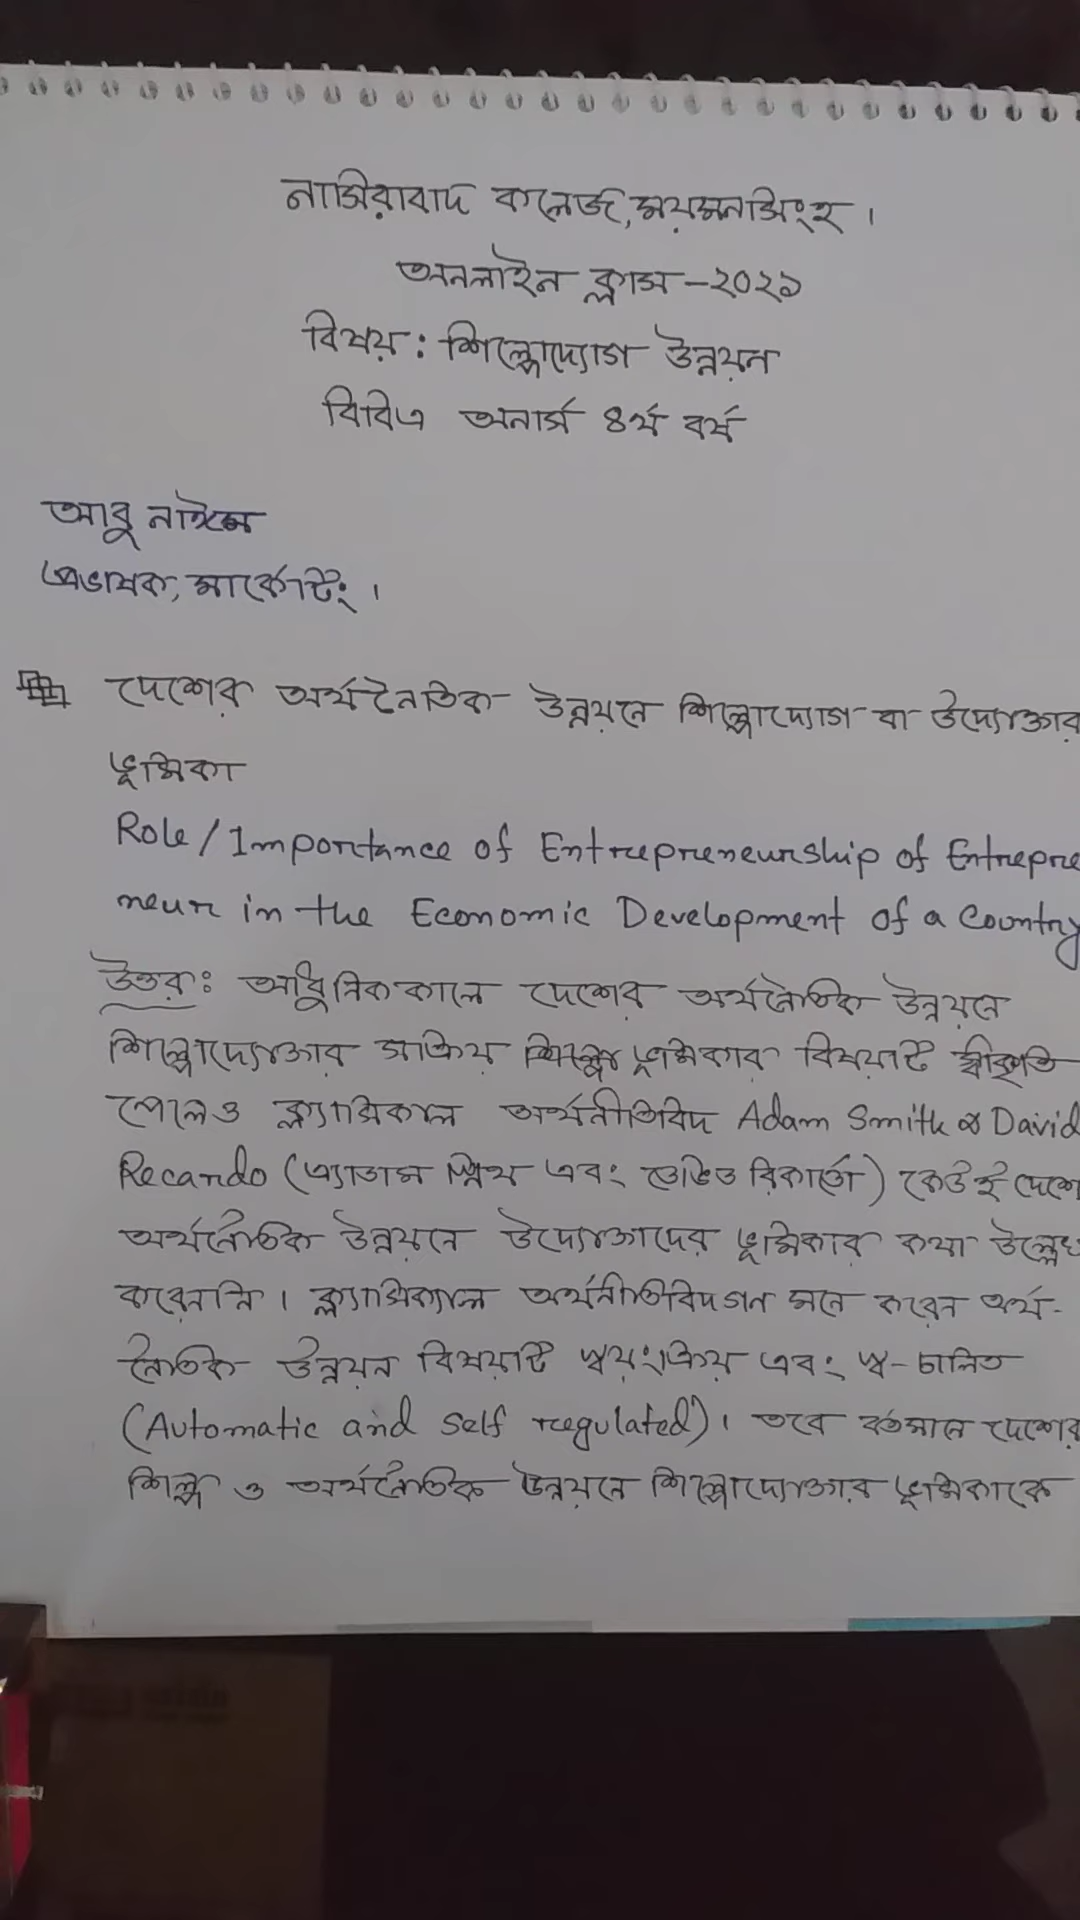 নাসিরাবাদ কলেজ, ময়মনসিংহ ।
অনলাইন ক্লাস -২০২১
বিষয় : শিল্পোদ্যোগ উন্নয়ন
বিবিএ অনার্স ৪র্থ বর্ষ
আবু নাঈম
প্রভাষক, মার্কেটিং ।
দেশের অর্থনৈতিক উন্নয়নে শিল্পোদ্যোগ বা উদ্যোক্তার
ভূমিকা
Role/Importance of Entrepreneurship of Entrepre
neur in the Economic Development of a Country
উত্তর : আধুনিককালে দেশের অর্থনৈতিক উন্নয়নে
শিল্পোদ্যোক্তার সক্রিয় ভূমিকার বিষয়টি স্বীকৃতি
পেলেও ক্ল্যাসিকাল অর্থনীতিবিদ Adam Smith & David
Recardo (এ্যাডাম স্মিথ এবং ডেভিড রিকার্ডো) কেউই দেশে
অর্থনৈতিক উন্নয়নে উদ্যোক্তাদের ভূমিকার কথা উল্লেখ
করেননি । ক্ল্যাসিক্যাল অর্থনীতিবিদগন মনে করেন অর্থ-
নৈতিক উন্নয়ন বিষয়টি স্বয়ংক্রিয় এবং স্ব-চালিত
(Automatic and self regulated) । তবে বর্তমানে দেশের
শিল্প ও অর্থনৈতিক উন্নয়নে শিল্পোদ্যোক্তার ভূমিকাকে